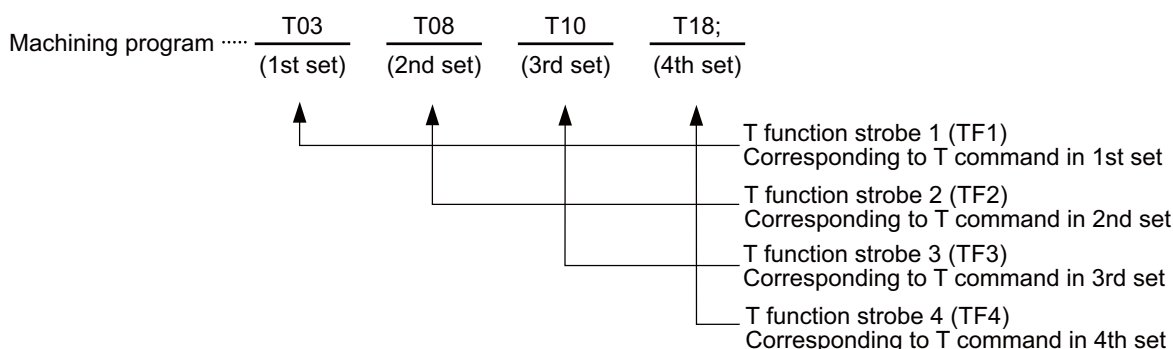 Machining program ····· T03 T08 T10 T18;
(1st set) (2nd set) (3rd set) (4th set)
T function strobe 1 (TF1)
Corresponding to T command in 1st set
T function strobe 2 (TF2)
Corresponding to T command in 2nd set
T function strobe 3 (TF3)
Corresponding to T command in 3rd set
T function strobe 4 (TF4)
Corresponding to T command in 4th set